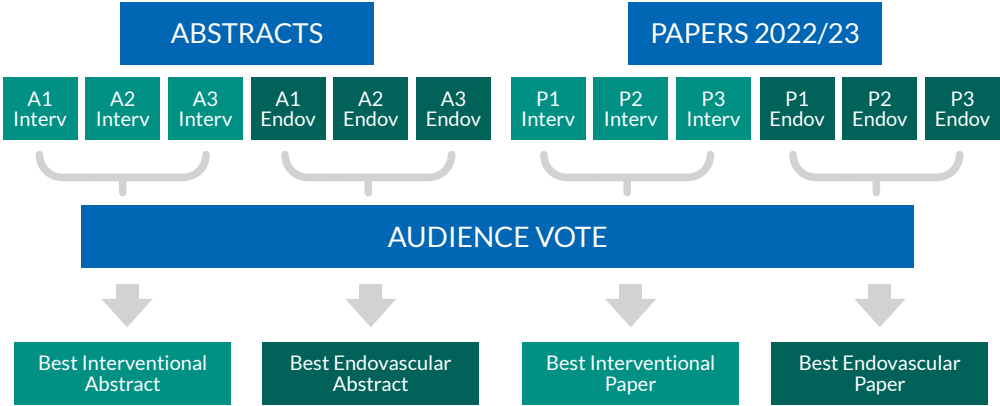 ABSTRACTS
PAPERS 2022/23
A1
Interv
A2
Interv
A3
Interv
A1
Endov
A2
Endov
A3
Endov
P1
Interv
P2
Interv
P3
Interv
P1
Endov
P2
Endov
P3
Endov
AUDIENCE VOTE
Best Interventional
Abstract
Best Endovascular
Abstract
Best Interventional
Paper
Best Endovascular
Paper